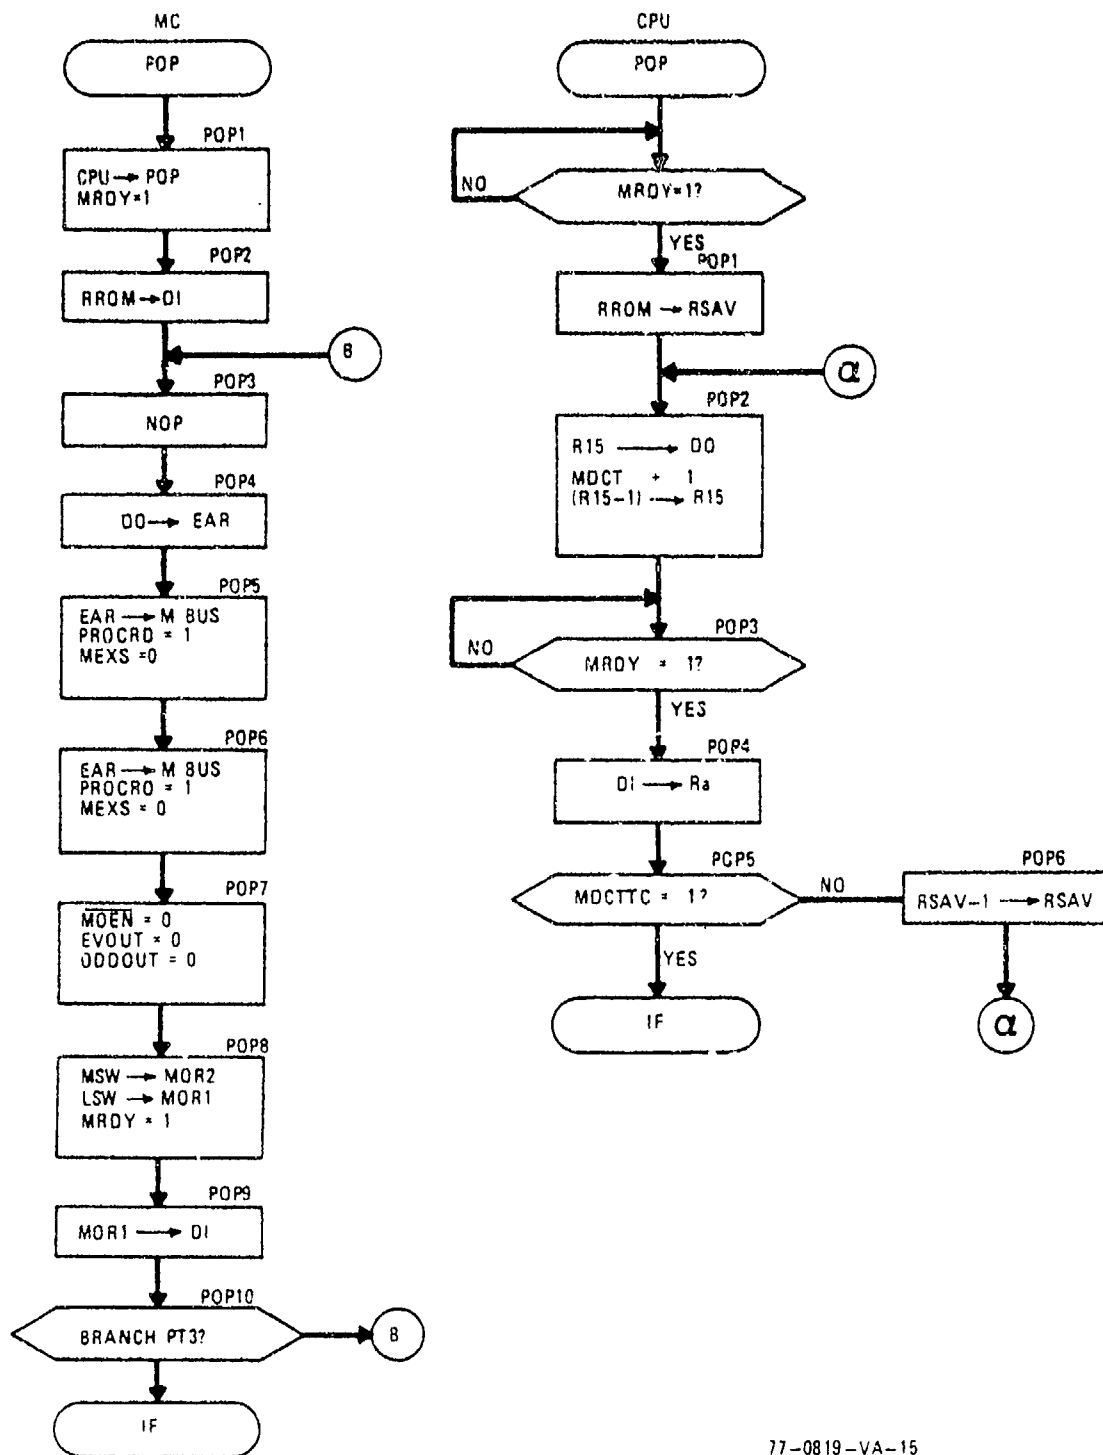 MC
POP
POP1
CPU → POP
MRDY=1
POP2
RROM → DI
B
POP3
NOP
POP4
DO → EAR
POP5
EAR → M BUS
PROCRD = 1
MEXS =0
POP6
EAR → M BUS
PROCRD = 1
MEXS = 0
POP7
M̅O̅E̅N̅ = 0
EVOUT = 0
ODDOUT = 0
POP8
MSW → MOR2
LSW → MOR1
MRDY = 1
POP9
MOR1 → DI
POP10
BRANCH PT3?
B
IF
CPU
POP
MRDY=1?
NO
YES
POP1
RROM → RSAV
α
POP2
R15 → DO
MDCT + 1
(R15-1) → R15
POP3
MRDY = 1?
NO
YES
POP4
DI → Ra
POP5
MDCTTC = 1?
NO
YES
POP6
RSAV-1 → RSAV
α
IF
77-0819-VA-15